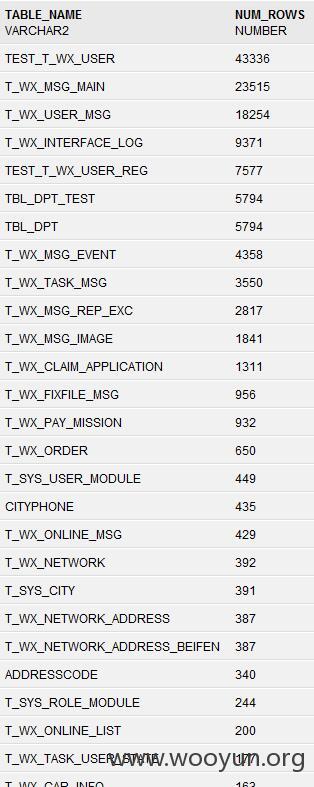 TABLE_NAME NUM_ROWS
VARCHAR2 NUMBER
TEST_T_WX_USER 43336
T_WX_MSG_MAIN 23515
T_WX_USER_MSG 18254
T_WX_INTERFACE_LOG 9371
TEST_T_WX_USER_REG 7577
TBL_DPT_TEST 5794
TBL_DPT 5794
T_WX_MSG_EVENT 4358
T_WX_TASK_MSG 3550
T_WX_MSG_REP_EXC 2817
T_WX_MSG_IMAGE 1841
T_WX_CLAIM_APPLICATION 1311
T_WX_FIXFILE_MSG 956
T_WX_PAY_MISSION 932
T_WX_ORDER 650
T_SYS_USER_MODULE 449
CITYPHONE 435
T_WX_ONLINE_MSG 429
T_WX_NETWORK 392
T_SYS_CITY 391
T_WX_NETWORK_ADDRESS 387
T_WX_NETWORK_ADDRESS_BEIFEN 387
ADDRESSCODE 340
T_SYS_ROLE_MODULE 244
T_WX_ONLINE_LIST 200
T_WX_TASK_USER_STATE 177
www.wooyun.org
T_WX_CAR_INFO 163